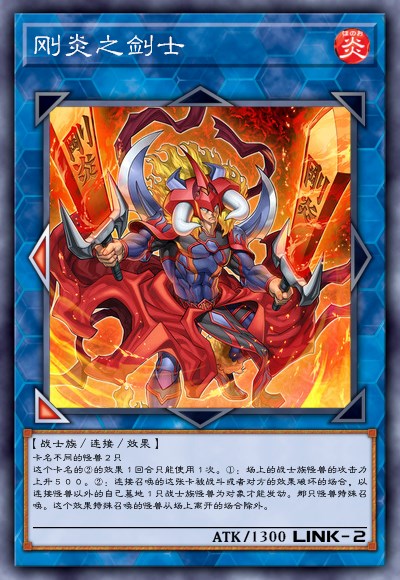 刚炎之剑士
ほのお
炎
剛炎
剛炎
【战士族／连接／效果】
卡名不同的怪兽２只
这个卡名的②的效果１回合只能使用１次。①：场上的战士族怪兽的攻击力
上升５００。②：连接召唤的这张卡被战斗或者对方的效果破坏的场合，以
连接怪兽以外的自己墓地１只战士族怪兽为对象才能发动。那只怪兽特殊召
唤。这个效果特殊召唤的怪兽从场上离开的场合除外。
ATK/1300 LINK-2